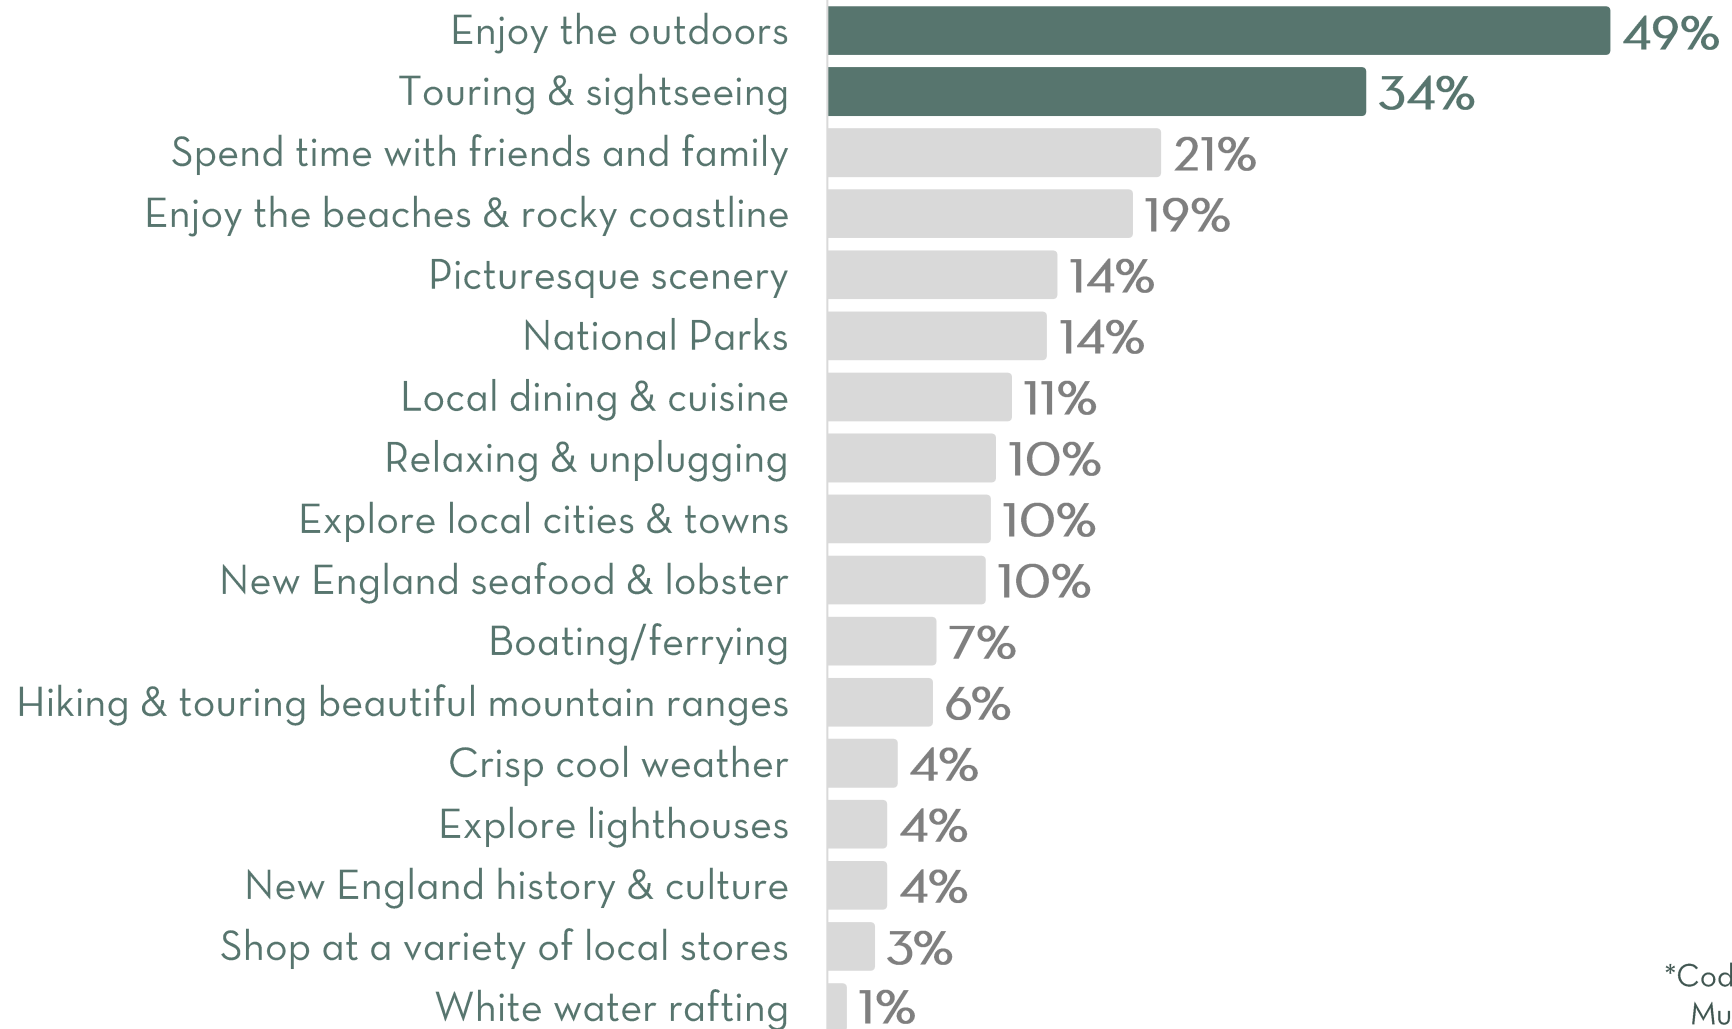 Enjoy the outdoors 49%
Touring & sightseeing 34%
Spend time with friends and family 21%
Enjoy the beaches & rocky coastline 19%
Picturesque scenery 14%
National Parks 14%
Local dining & cuisine 11%
Relaxing & unplugging 10%
Explore local cities & towns 10%
New England seafood & lobster 10%
Boating/ferrying 7%
Hiking & touring beautiful mountain ranges 6%
Crisp cool weather 4%
Explore lighthouses 4%
New England history & culture 4%
Shop at a variety of local stores 3%
White water rafting 1%
*Cod
Mu